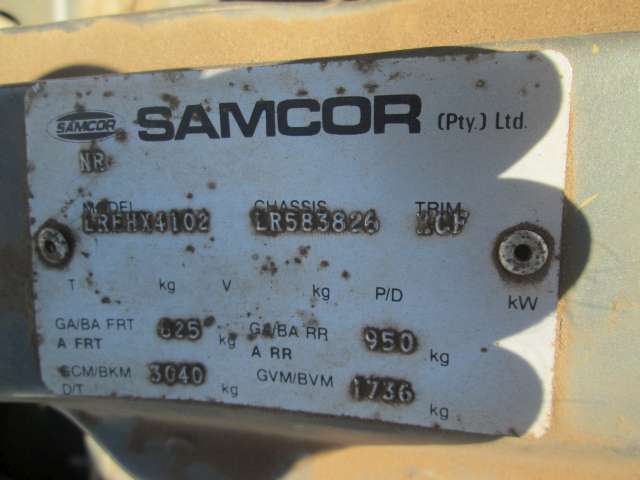 SAMCOR SAMCOR (Pty.) Ltd.
NR
MODEL CHASSIS TRIM
LRFHX4102 LR583826
T kg V kg P/D kW
GA/BA FRT 825 kg GA/BA RR 950 kg
A FRT A RR
GCM/BKM 3040 kg GVM/BVM 1736 kg
D/T